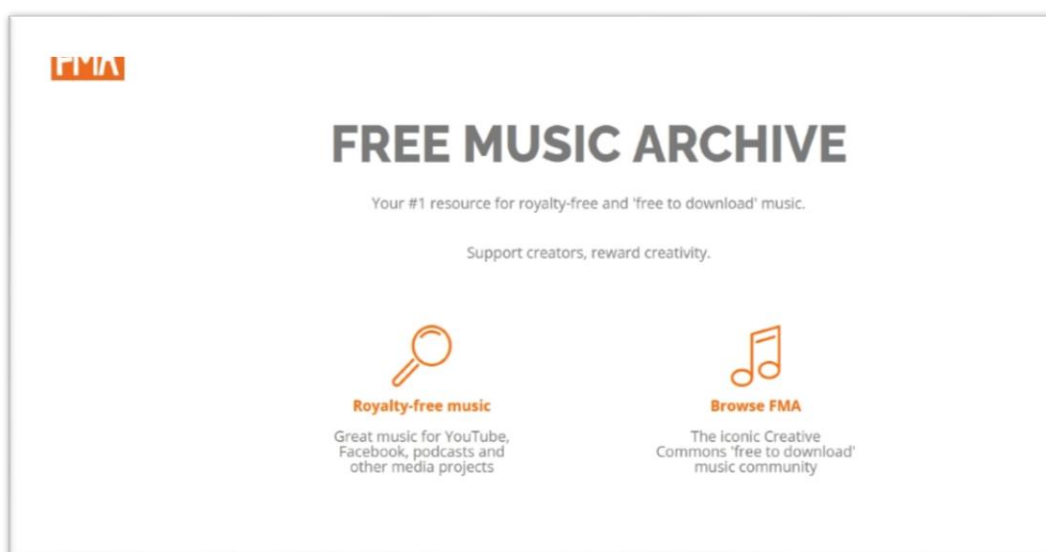 FMA
FREE MUSIC ARCHIVE
Your #1 resource for royalty-free and 'free to download' music.
Support creators, reward creativity.
Royalty-free music
Great music for YouTube,
Facebook, podcasts and
other media projects
Browse FMA
The iconic Creative
Commons 'free to download'
music community